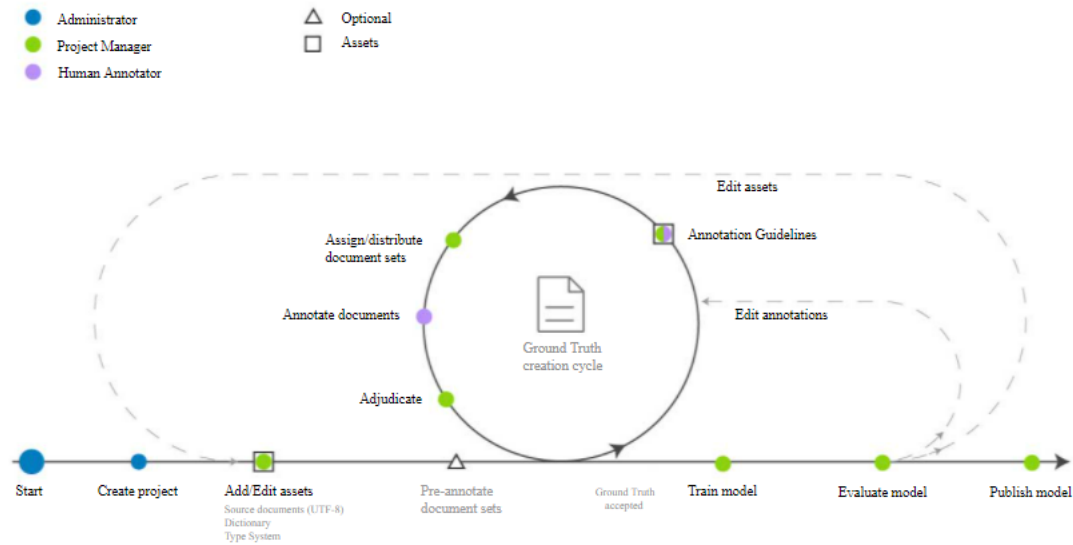 Administrator
Optional
Project Manager
Assets
Human Annotator
Edit assets
Assign/distribute
document sets
Annotation Guidelines
Annotate documents
Edit annotations
Ground Truth
creation cycle
Adjudicate
Start
Create project
Add/Edit assets
Source documents (UTF-8)
Dictionary
Type System
Pre-annotate
document sets
Ground Truth
accepted
Train model
Evaluate model
Publish model